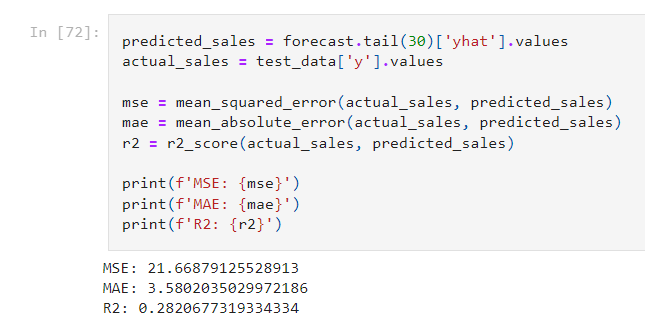 In [72]:
predicted_sales = forecast.tail(30)['yhat'].values
actual_sales = test_data['y'].values
mse = mean_squared_error(actual_sales, predicted_sales)
mae = mean_absolute_error(actual_sales, predicted_sales)
r2 = r2_score(actual_sales, predicted_sales)
print(f'MSE: {mse}')
print(f'MAE: {mae}')
print(f'R2: {r2}')
MSE: 21.66879125528913
MAE: 3.5802035029972186
R2: 0.2820677319334334